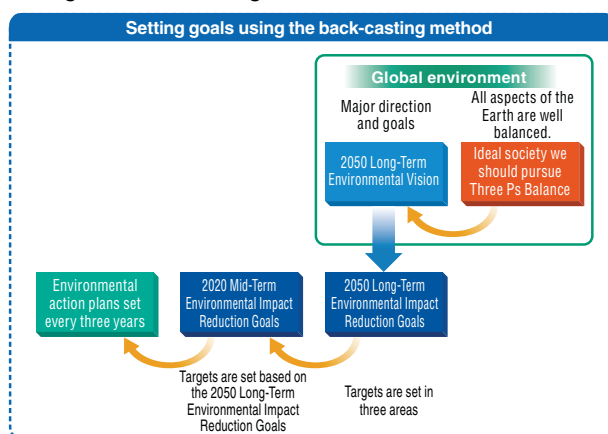 Setting goals using the back-casting method
Global environment
Major direction
and goals
All aspects of the
Earth are well
balanced.
2050 Long-Term
Environmental Vision
Ideal society we
should pursue
Three Ps Balance
Environmental
action plans set
every three years
2020 Mid-Term
Environmental Impact
Reduction Goals
2050 Long-Term
Environmental Impact
Reduction Goals
Targets are set based on
the 2050 Long-Term
Environmental Impact
Reduction Goals
Targets are set in
three areas